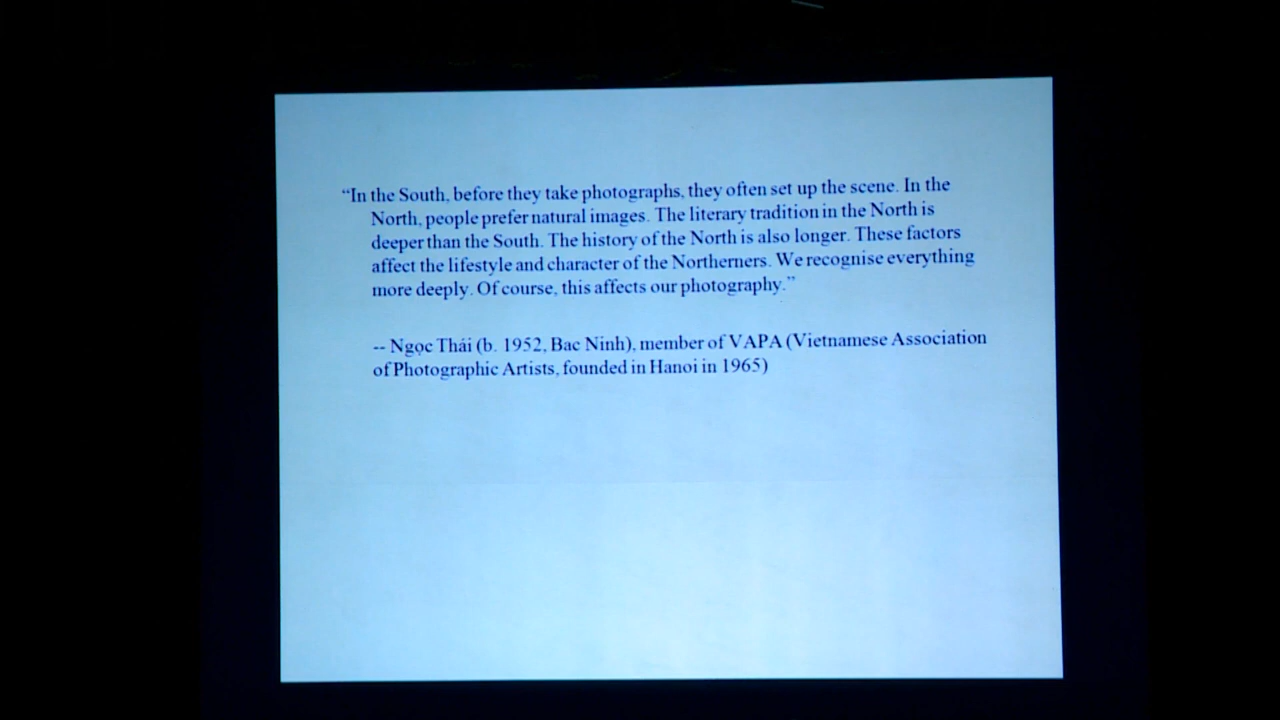 “In the South, before they take photographs, they often set up the scene. In the
North, people prefer natural images. The literary tradition in the North is
deeper than the South. The history of the North is also longer. These factors
affect the lifestyle and character of the Northerners. We recognise everything
more deeply. Of course, this affects our photography.”
-- Ngọc Thái (b. 1952, Bac Ninh), member of VAPA (Vietnamese Association
of Photographic Artists, founded in Hanoi in 1965)